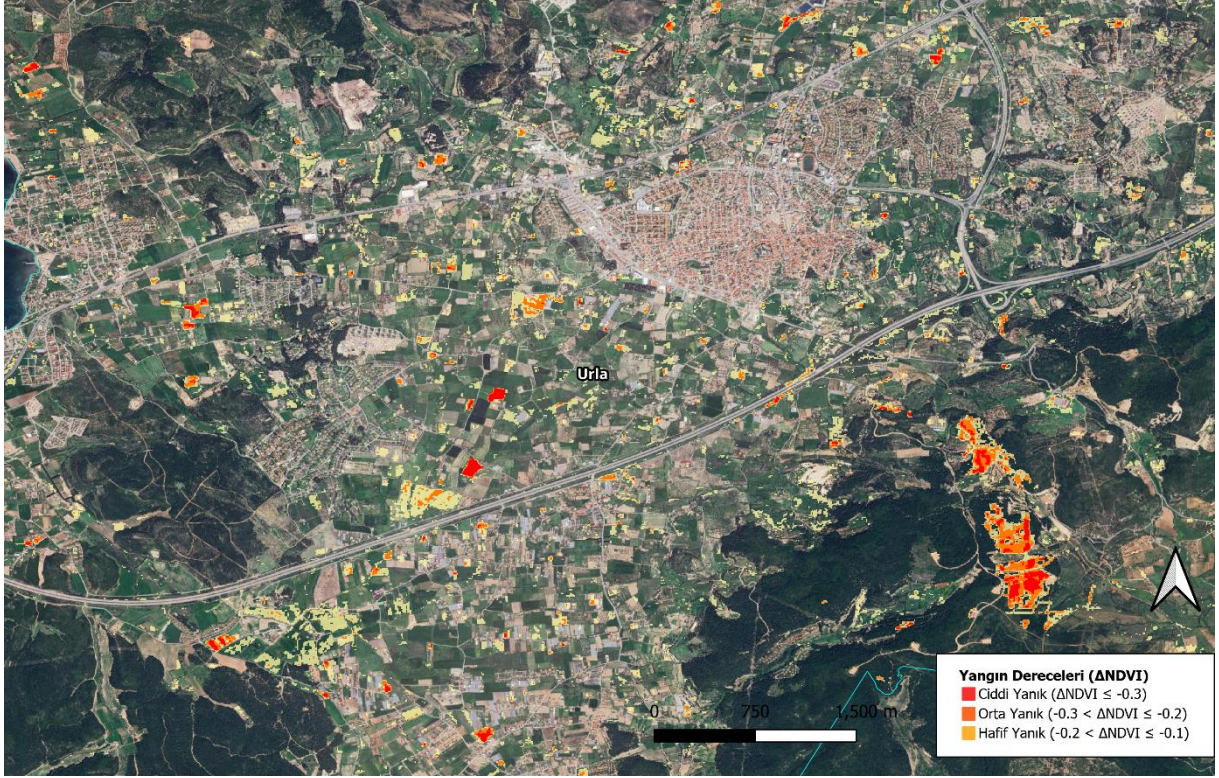 Urla
0 750 1,500 m
Yangın Dereceleri (ΔNDVI)
Ciddi Yanık (ΔNDVI ≤ -0.3)
Orta Yanık (-0.3 < ΔNDVI ≤ -0.2)
Hafif Yanık (-0.2 < ΔNDVI ≤ -0.1)